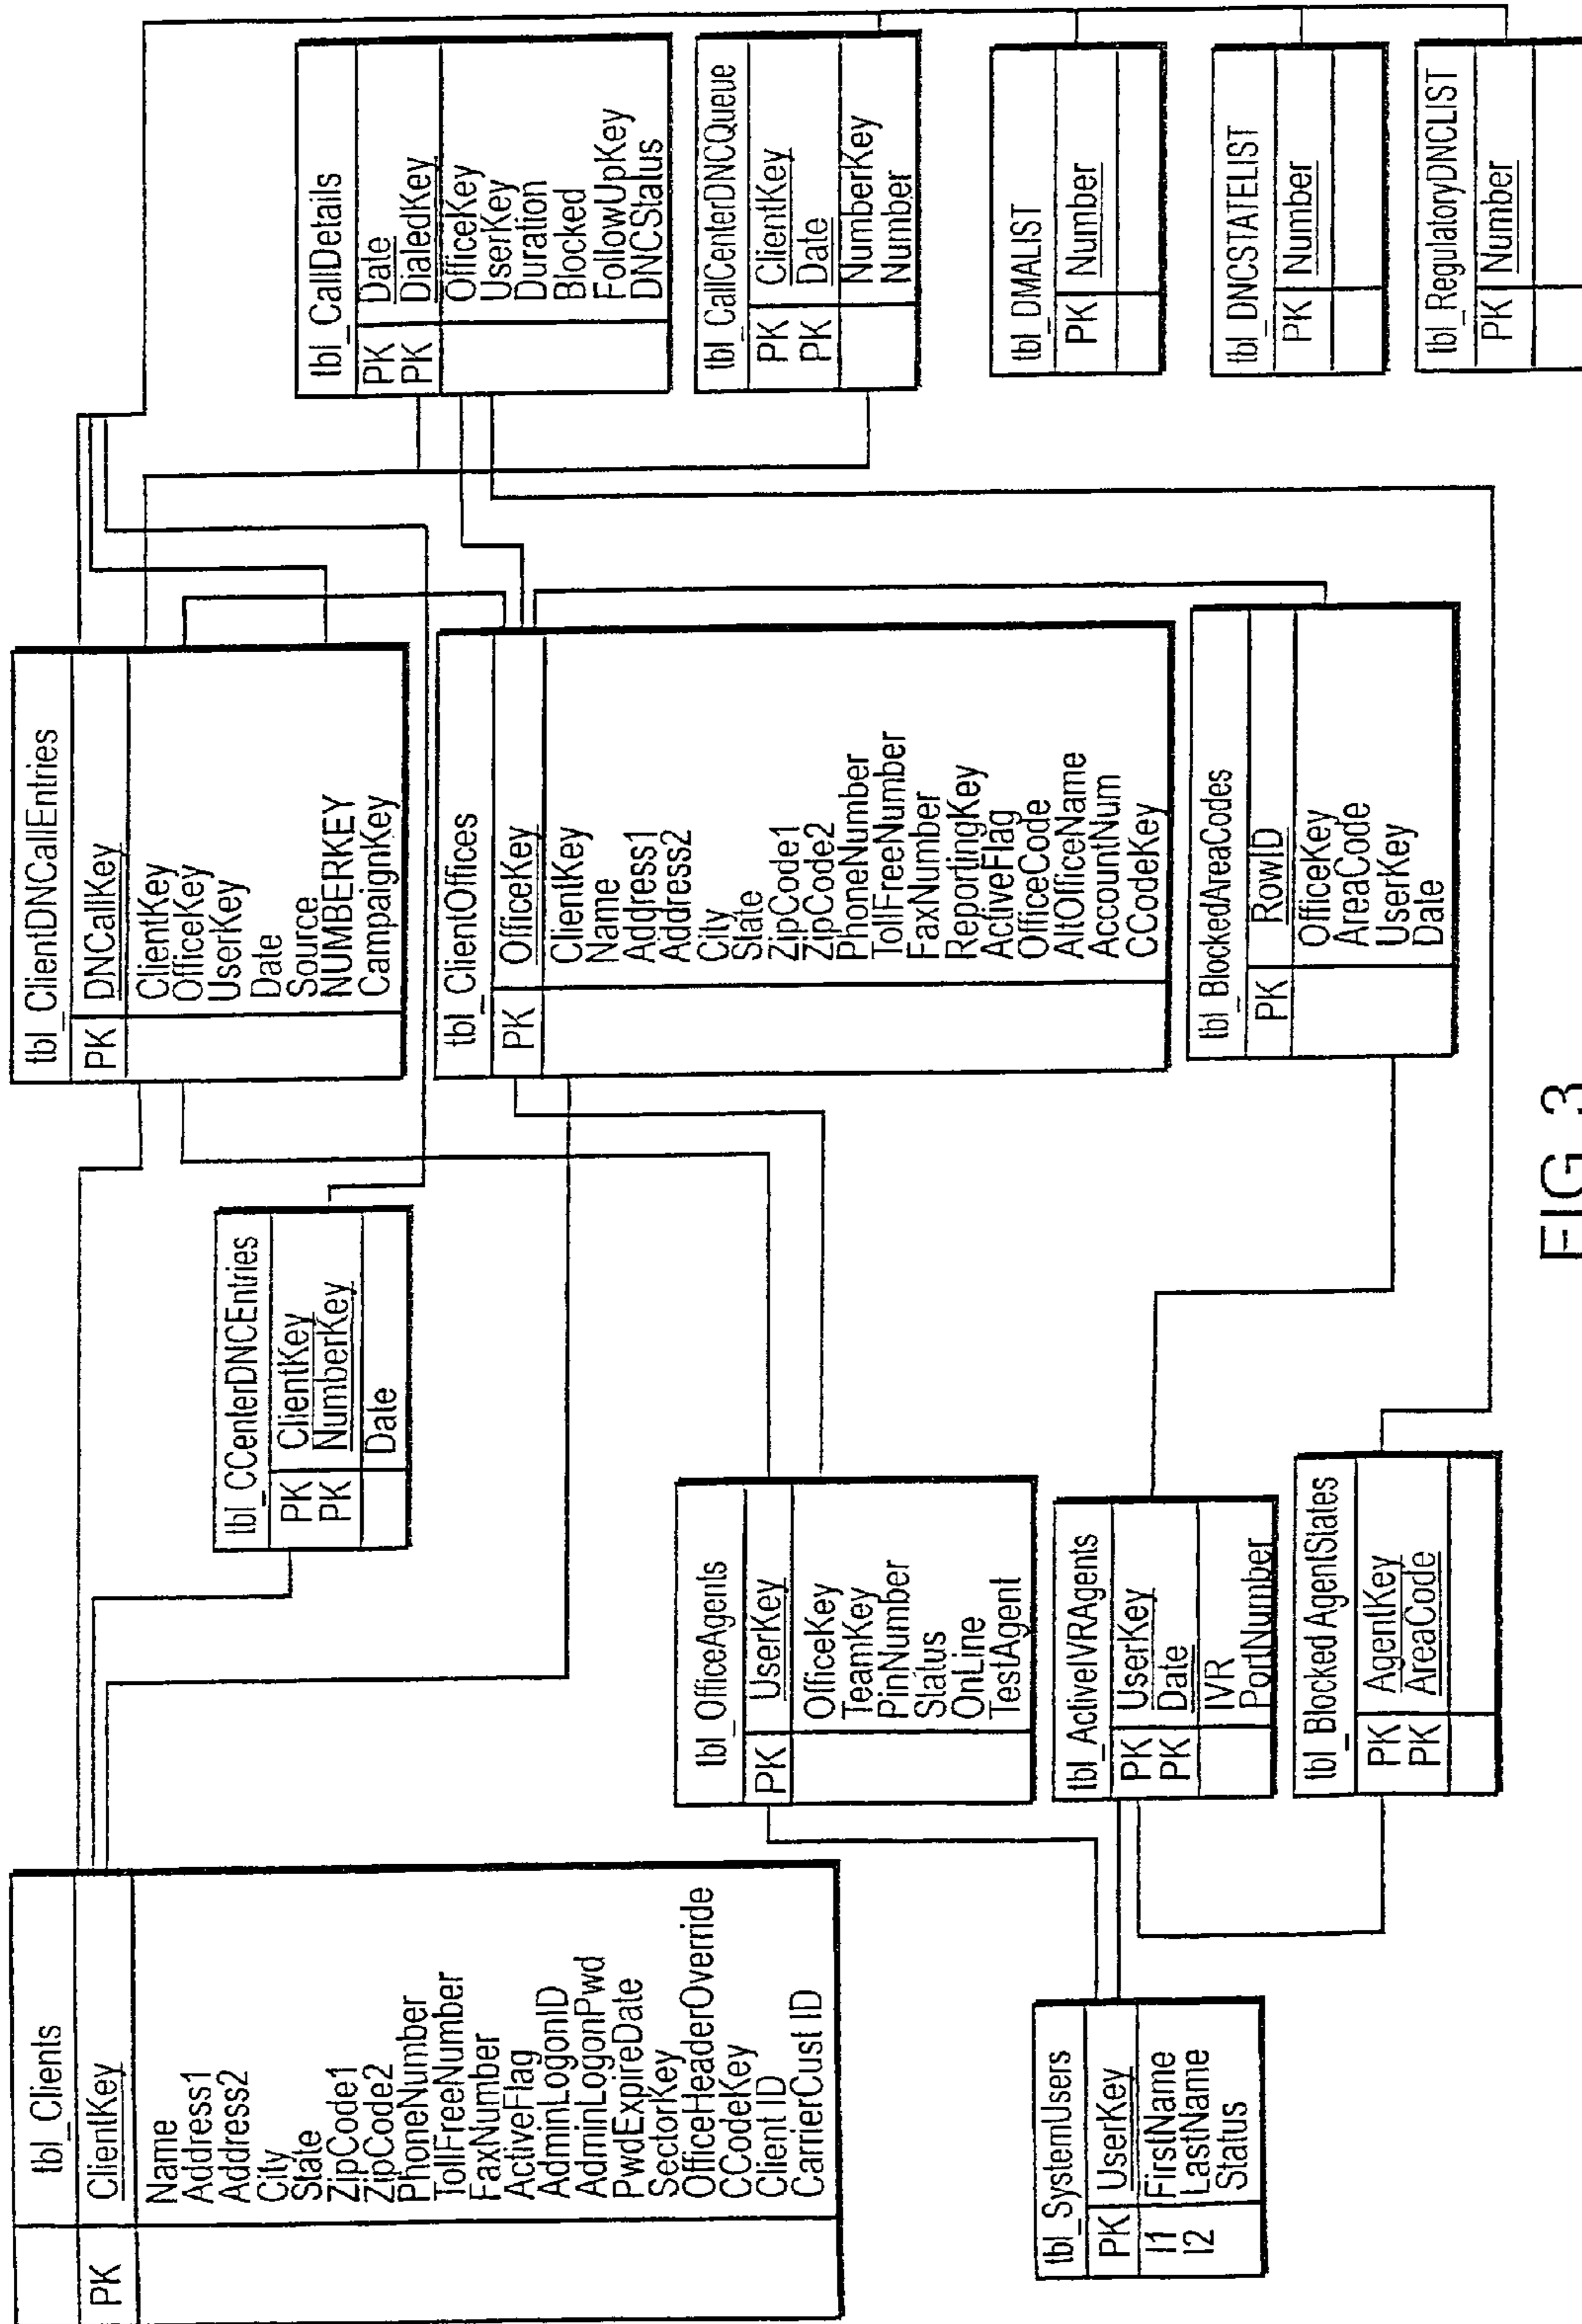 tbl_Clients
PK ClientKey
Name
Address1
Address2
City
State
ZipCode1
ZipCode2
PhoneNumber
TollFreeNumber
FaxNumber
ActiveFlag
AdminLogonID
AdminLogonPwd
PwdExpireDate
SectorKey
OfficeHeaderOverride
CCodeKey
Client ID
CarrierCust ID
tbl_SystemUsers
PK UserKey
I1 FirstName
I2 LastName
Status
tbl_CCenterDNCEntries
PK ClientKey
PK NumberKey
Date
tbl_OfficeAgents
PK UserKey
OfficeKey
TeamKey
PinNumber
Status
OnLine
TestAgent
tbl_ActiveIVRAgents
PK UserKey
PK Date
IVR
PortNumber
tbl_BlockedAgentStates
PK AgentKey
PK AreaCode
tbl_ClientDNCallEntries
PK DNCallKey
ClientKey
OfficeKey
UserKey
Date
Source
NUMBERKEY
CampaignKey
tbl_ClientOffices
PK OfficeKey
ClientKey
Name
Address1
Address2
City
State
ZipCode1
ZipCode2
PhoneNumber
TollFreeNumber
FaxNumber
ReportingKey
ActiveFlag
OfficeCode
AltOfficeName
AccountNum
CCodeKey
tbl_BlockedAreaCodes
PK RowID
OfficeKey
AreaCode
UserKey
Date
tbl_CallDetails
PK Date
PK DialedKey
OfficeKey
UserKey
Duration
Blocked
FollowUpKey
DNCStatus
tbl_CallCenterDNCQueue
PK ClientKey
PK Date
NumberKey
Number
tbl_DMALIST
PK Number
tbl_DNCSTATELIST
PK Number
tbl_RegulatoryDNCLIST
PK Number
FIG. 3